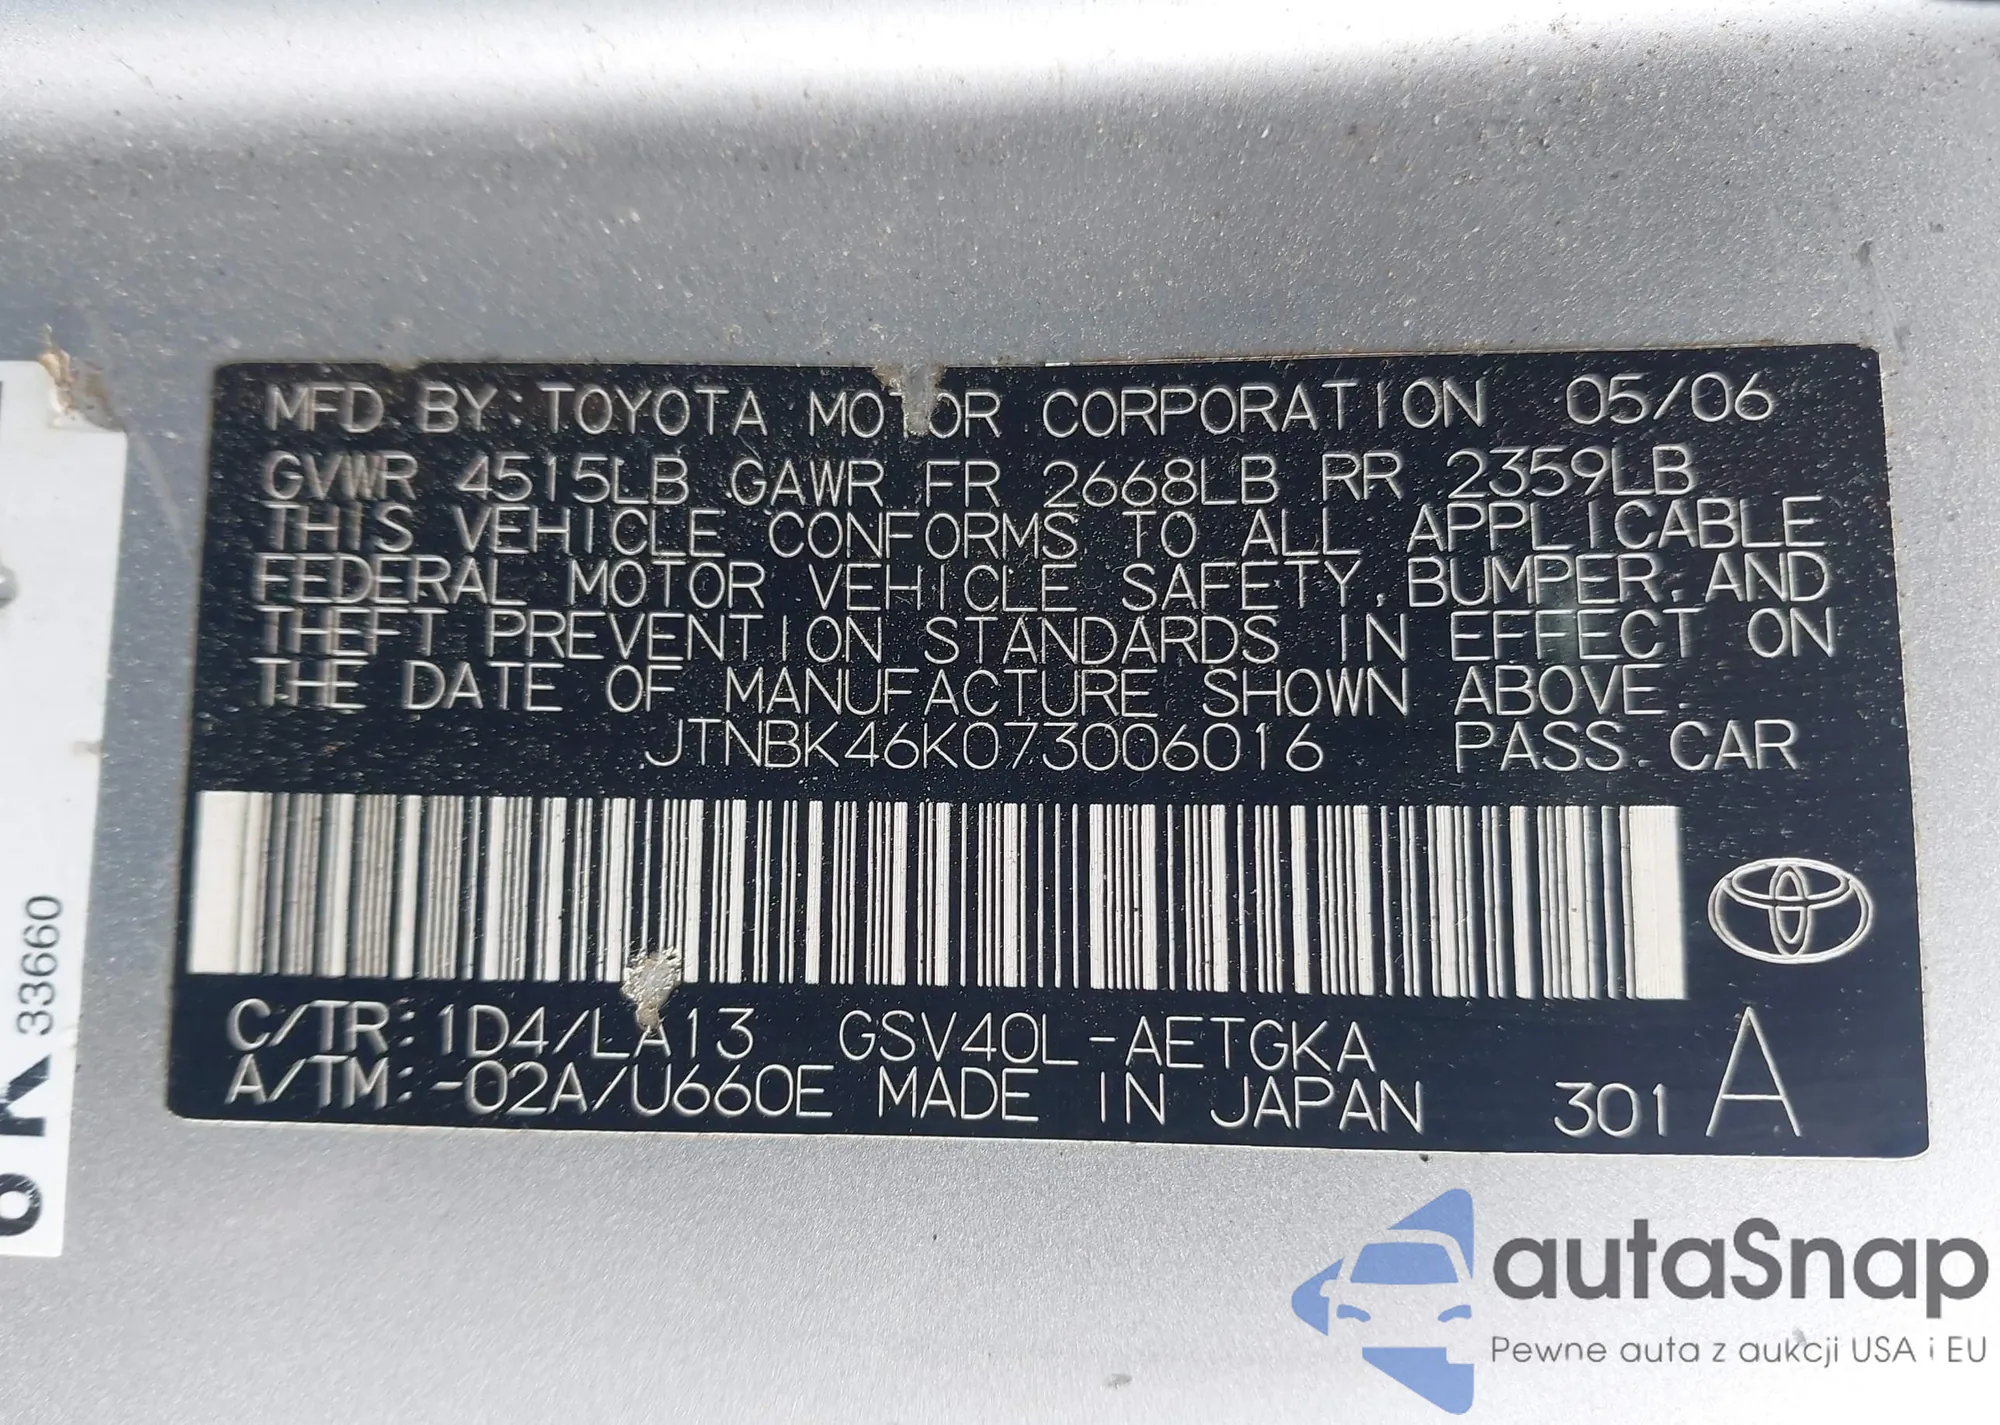 MFD BY: TOYOTA MOTOR CORPORATION 05/06
GVWR 4515LB GAWR FR 2668LB RR 2359LB
THIS VEHICLE CONFORMS TO ALL APPLICABLE
FEDERAL MOTOR VEHICLE SAFETY, BUMPER, AND
THEFT PREVENTION STANDARDS IN EFFECT ON
THE DATE OF MANUFACTURE SHOWN ABOVE.
JTNBK46K073006016 PASS. CAR
C/TR: 1D4/LA13 GSV40L-AETGKA
A/TM: -02A/U660E MADE IN JAPAN 301 A
6 K 33660
autaSnap
Pewne auta z aukcji USA i EU